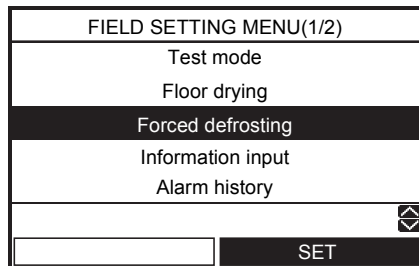 FIELD SETTING MENU(1/2)
Test mode
Floor drying
Forced defrosting
Information input
Alarm history
SET